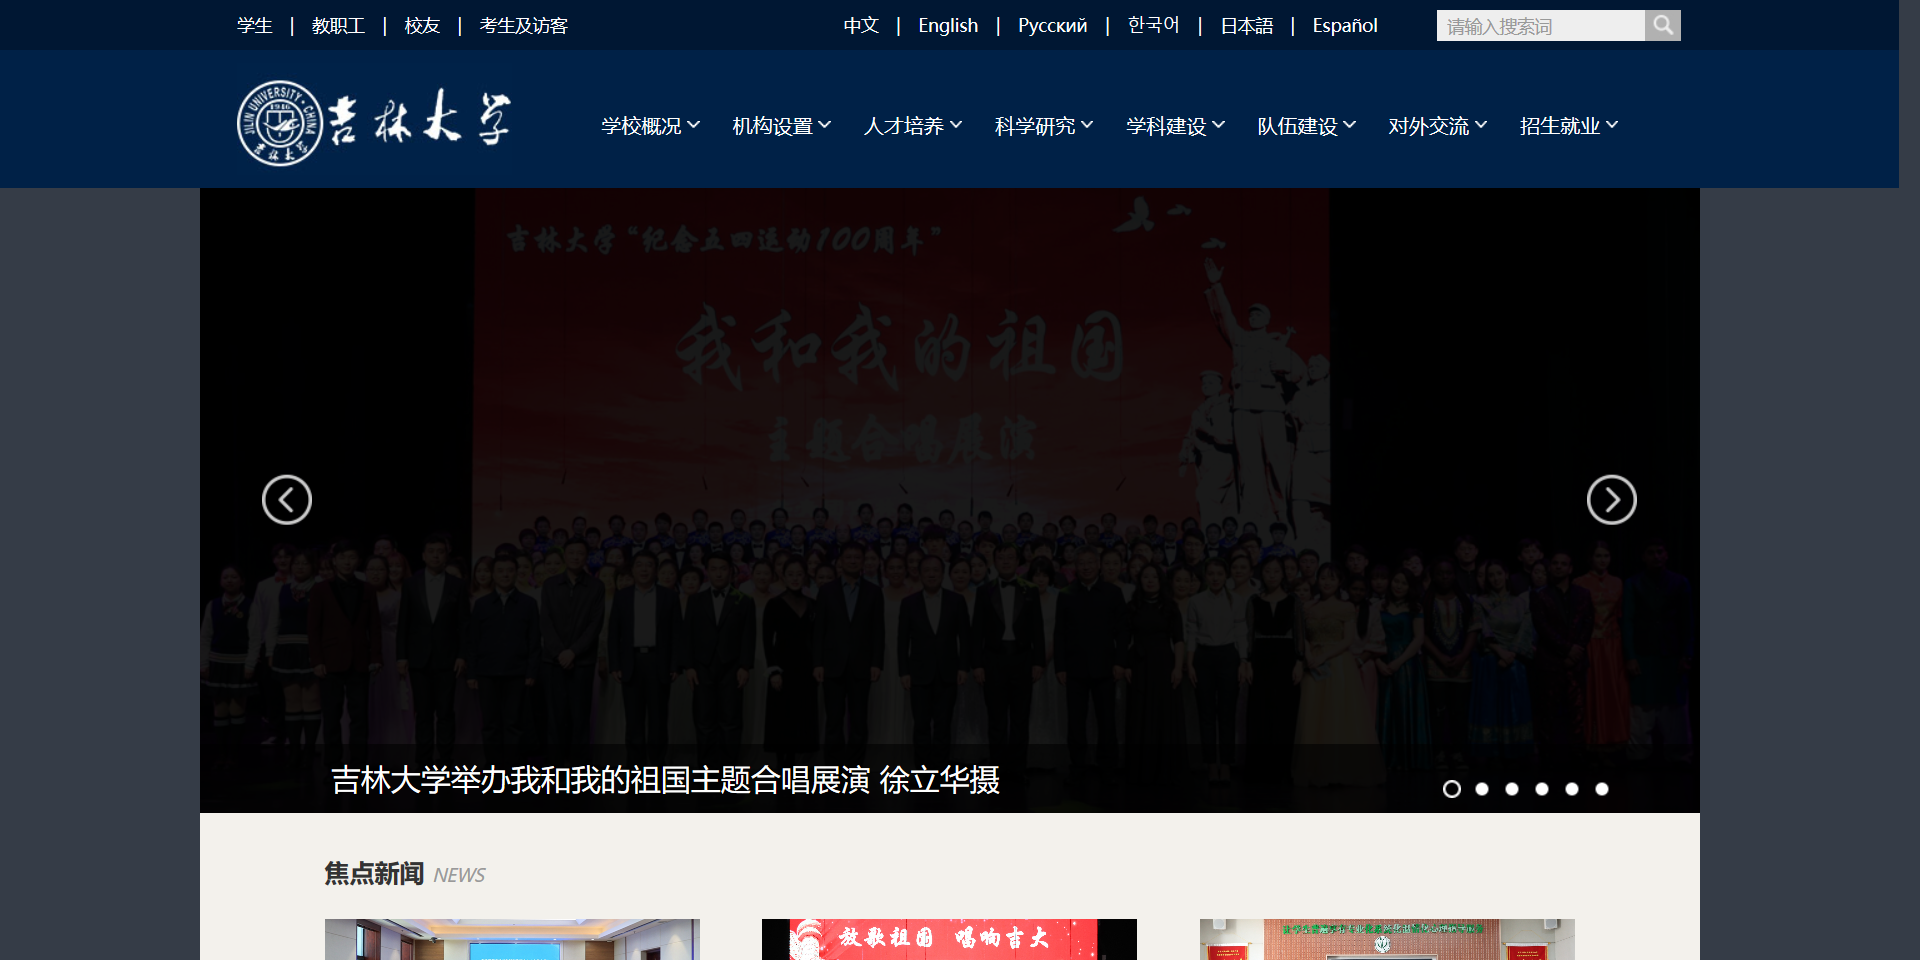 学生 | 教职工 | 校友 | 考生及访客
中文 | English | Русский | 한국어 | 日本語 | Español
请输入搜索词
JILIN UNIVERSITY · CHINA
1946
吉林大学
吉林大学
学校概况
机构设置
人才培养
科学研究
学科建设
队伍建设
对外交流
招生就业
吉林大学“纪念五四运动100周年”
我和我的祖国
主题合唱展演
吉林大学举办我和我的祖国主题合唱展演 徐立华摄
焦点新闻 NEWS
放歌祖国 唱响吉大